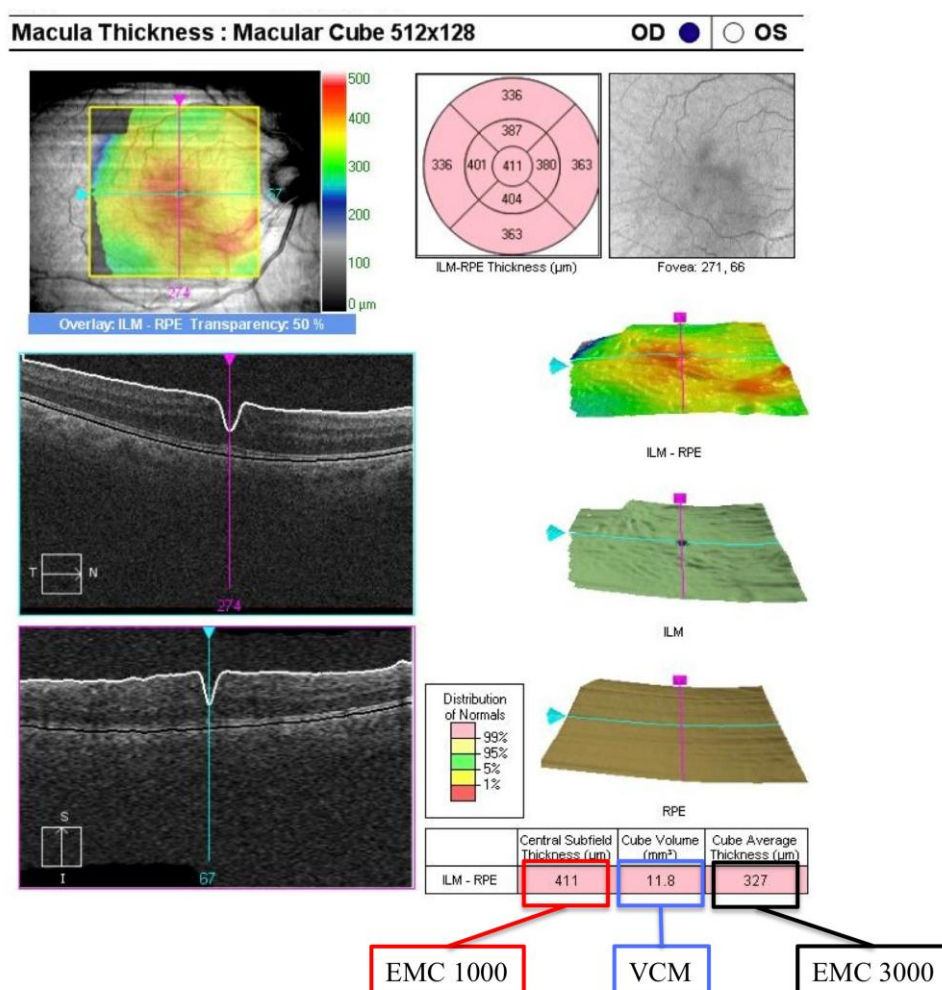 Macula Thickness : Macular Cube 512x128 OD OS
500
400
300
200
100
0 µm
67
274
Overlay: ILM - RPE Transparency: 50 %
336
387
336 401 411 380 363
404
363
ILM-RPE Thickness (µm)
Fovea: 271, 66
T N
274
ILM - RPE
ILM
S
I
67
Distribution
of Normals
99%
95%
5%
1%
RPE
Central Subfield Thickness (µm) Cube Volume (mm³) Cube Average Thickness (µm)
ILM - RPE 411 11.8 327
EMC 1000 VCM EMC 3000